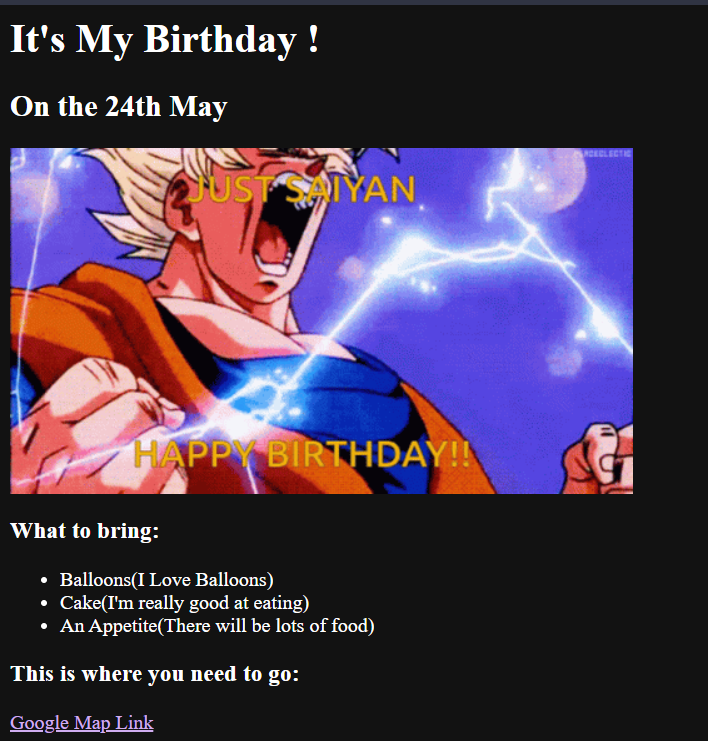 It's My Birthday !
On the 24th May
JUST SAIYAN
HAPPY BIRTHDAY!!
What to bring:
Balloons(I Love Balloons)
Cake(I'm really good at eating)
An Appetite(There will be lots of food)
This is where you need to go:
Google Map Link